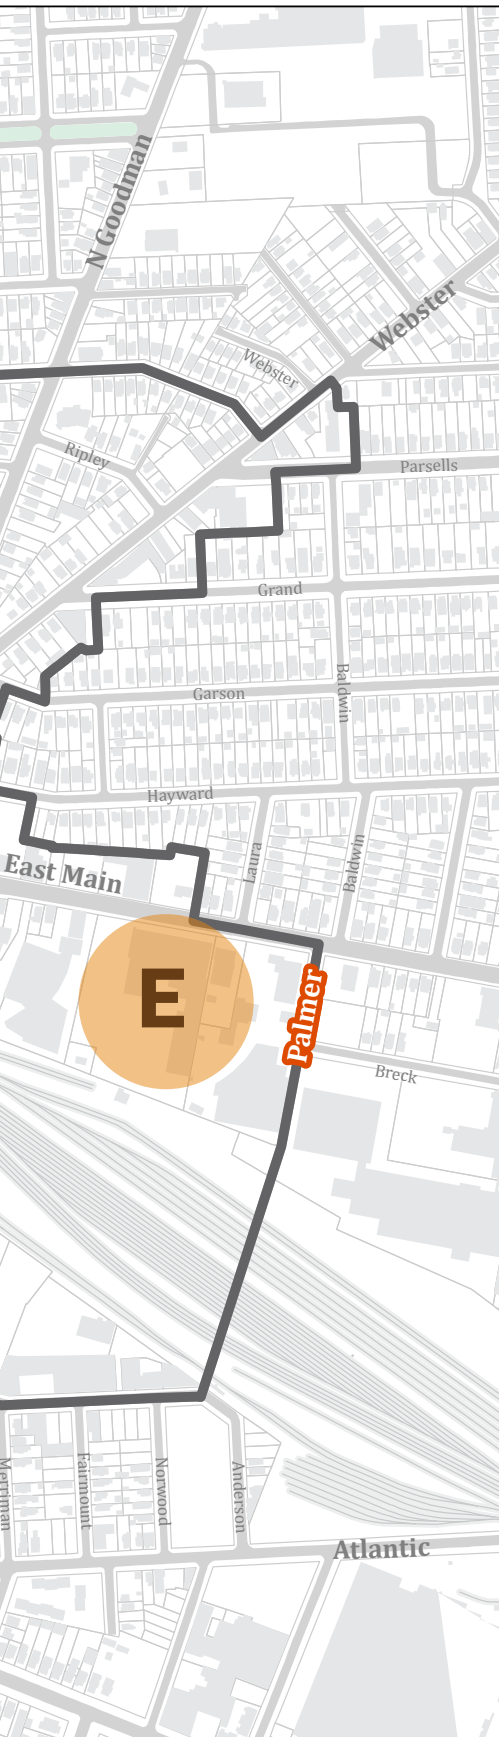 N Goodman
Webster
Webster
Ripley
Parsells
Grand
Baldwin
Garson
Hayward
Laura
Baldwin
East Main
E
Palmer
Breck
Merriman
Fairmount
Norwood
Anderson
Atlantic